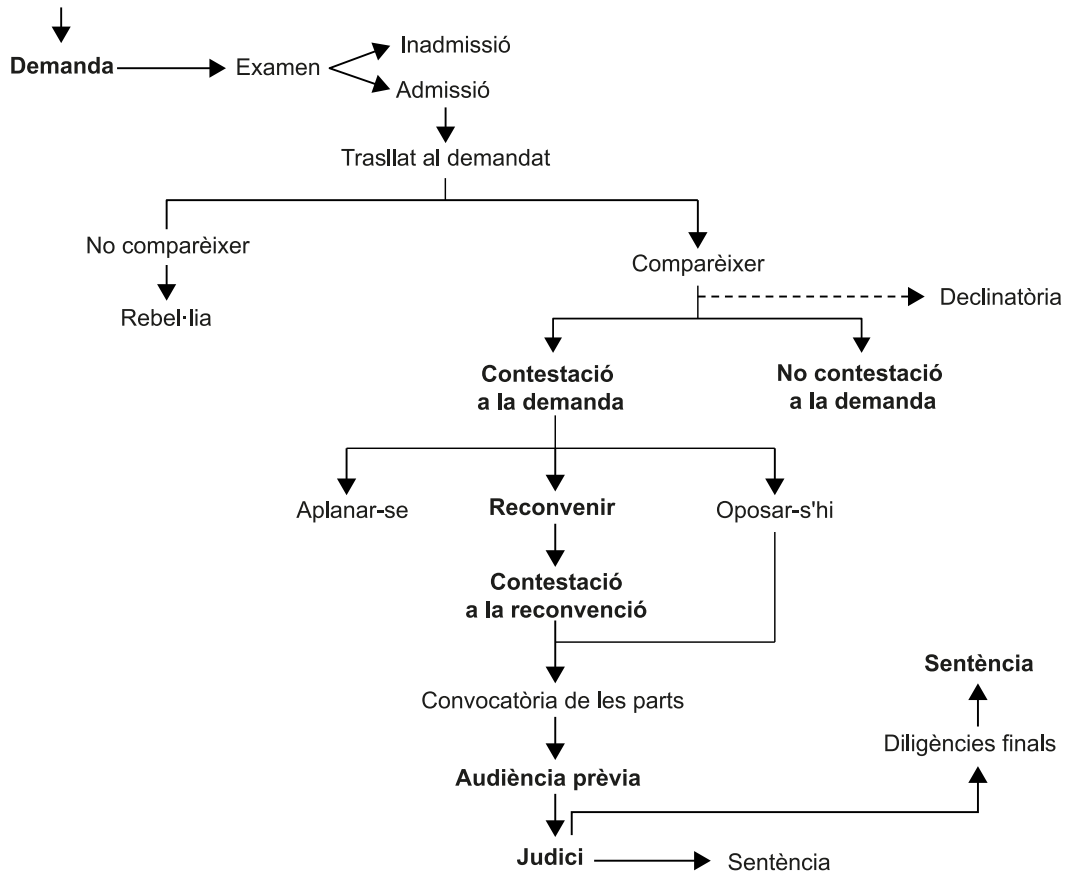 Demanda
Examen
Inadmissió
Admissió
Trasllat al demandat
No comparèixer
Comparèixer
Rebel·lia
Declinatòria
Contestació
a la demanda
No contestació
a la demanda
Aplanar-se
Reconvenir
Oposar-s'hi
Contestació
a la reconvenció
Convocatòria de les parts
Audiència prèvia
Judici
Sentència
Diligències finals
Sentència